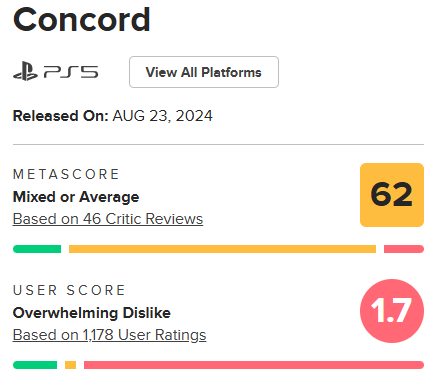 Concord
PS5
View All Platforms
Released On: AUG 23, 2024
METASCORE
Mixed or Average
Based on 46 Critic Reviews
62
USER SCORE
Overwhelming Dislike
Based on 1,178 User Ratings
1.7